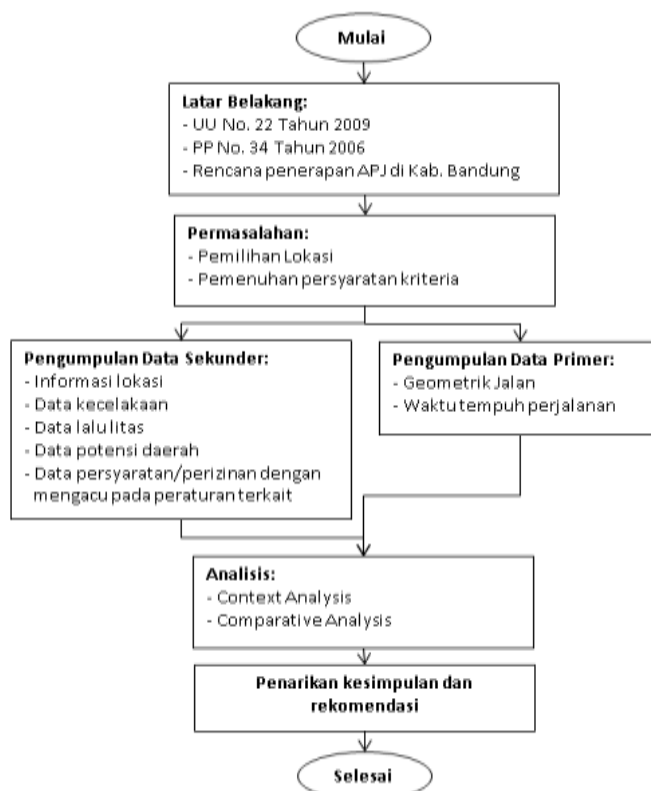 Mulai
Latar Belakang:
- UU No. 22 Tahun 2009
- PP No. 34 Tahun 2006
- Rencana penerapan APJ di Kab. Bandung
Permasalahan:
- Pemilihan Lokasi
- Pemenuhan persyaratan kriteria
Pengumpulan Data Sekunder:
- Informasi lokasi
- Data kecelakaan
- Data lalu litas
- Data potensi daerah
- Data persyaratan/perizinan dengan
mengacu pada peraturan terkait
Pengumpulan Data Primer:
- Geometrik Jalan
- Waktu tempuh perjalanan
Analisis:
- Context Analysis
- Comparative Analysis
Penarikan kesimpulan dan
rekomendasi
Selesai